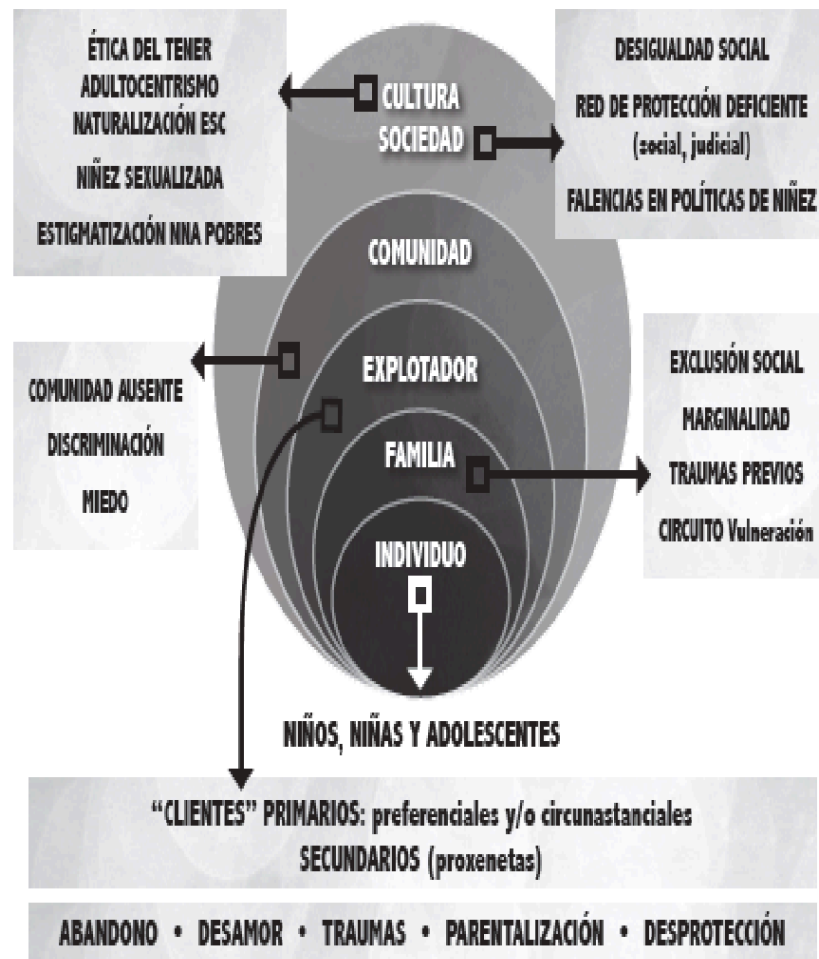 ÉTICA DEL TENER
ADULTOCENTRISMO
NATURALIZACIÓN ESC
NIÑEZ SEXUALIZADA
ESTIGMATIZACIÓN NNA POBRES
CULTURA
SOCIEDAD
DESIGUALDAD SOCIAL
RED DE PROTECCIÓN DEFICIENTE
(social, judicial)
FALENCIAS EN POLÍTICAS DE NIÑEZ
COMUNIDAD
EXPLOTADOR
FAMILIA
INDIVIDUO
COMUNIDAD AUSENTE
DISCRIMINACIÓN
MIEDO
EXCLUSIÓN SOCIAL
MARGINALIDAD
TRAUMAS PREVIOS
CIRCUITO Vulneración
NIÑOS, NIÑAS Y ADOLESCENTES
“CLIENTES” PRIMARIOS: preferenciales y/o circunastanciales
SECUNDARIOS (proxenetas)
ABANDONO • DESAMOR • TRAUMAS • PARENTALIZACIÓN • DESPROTECCIÓN